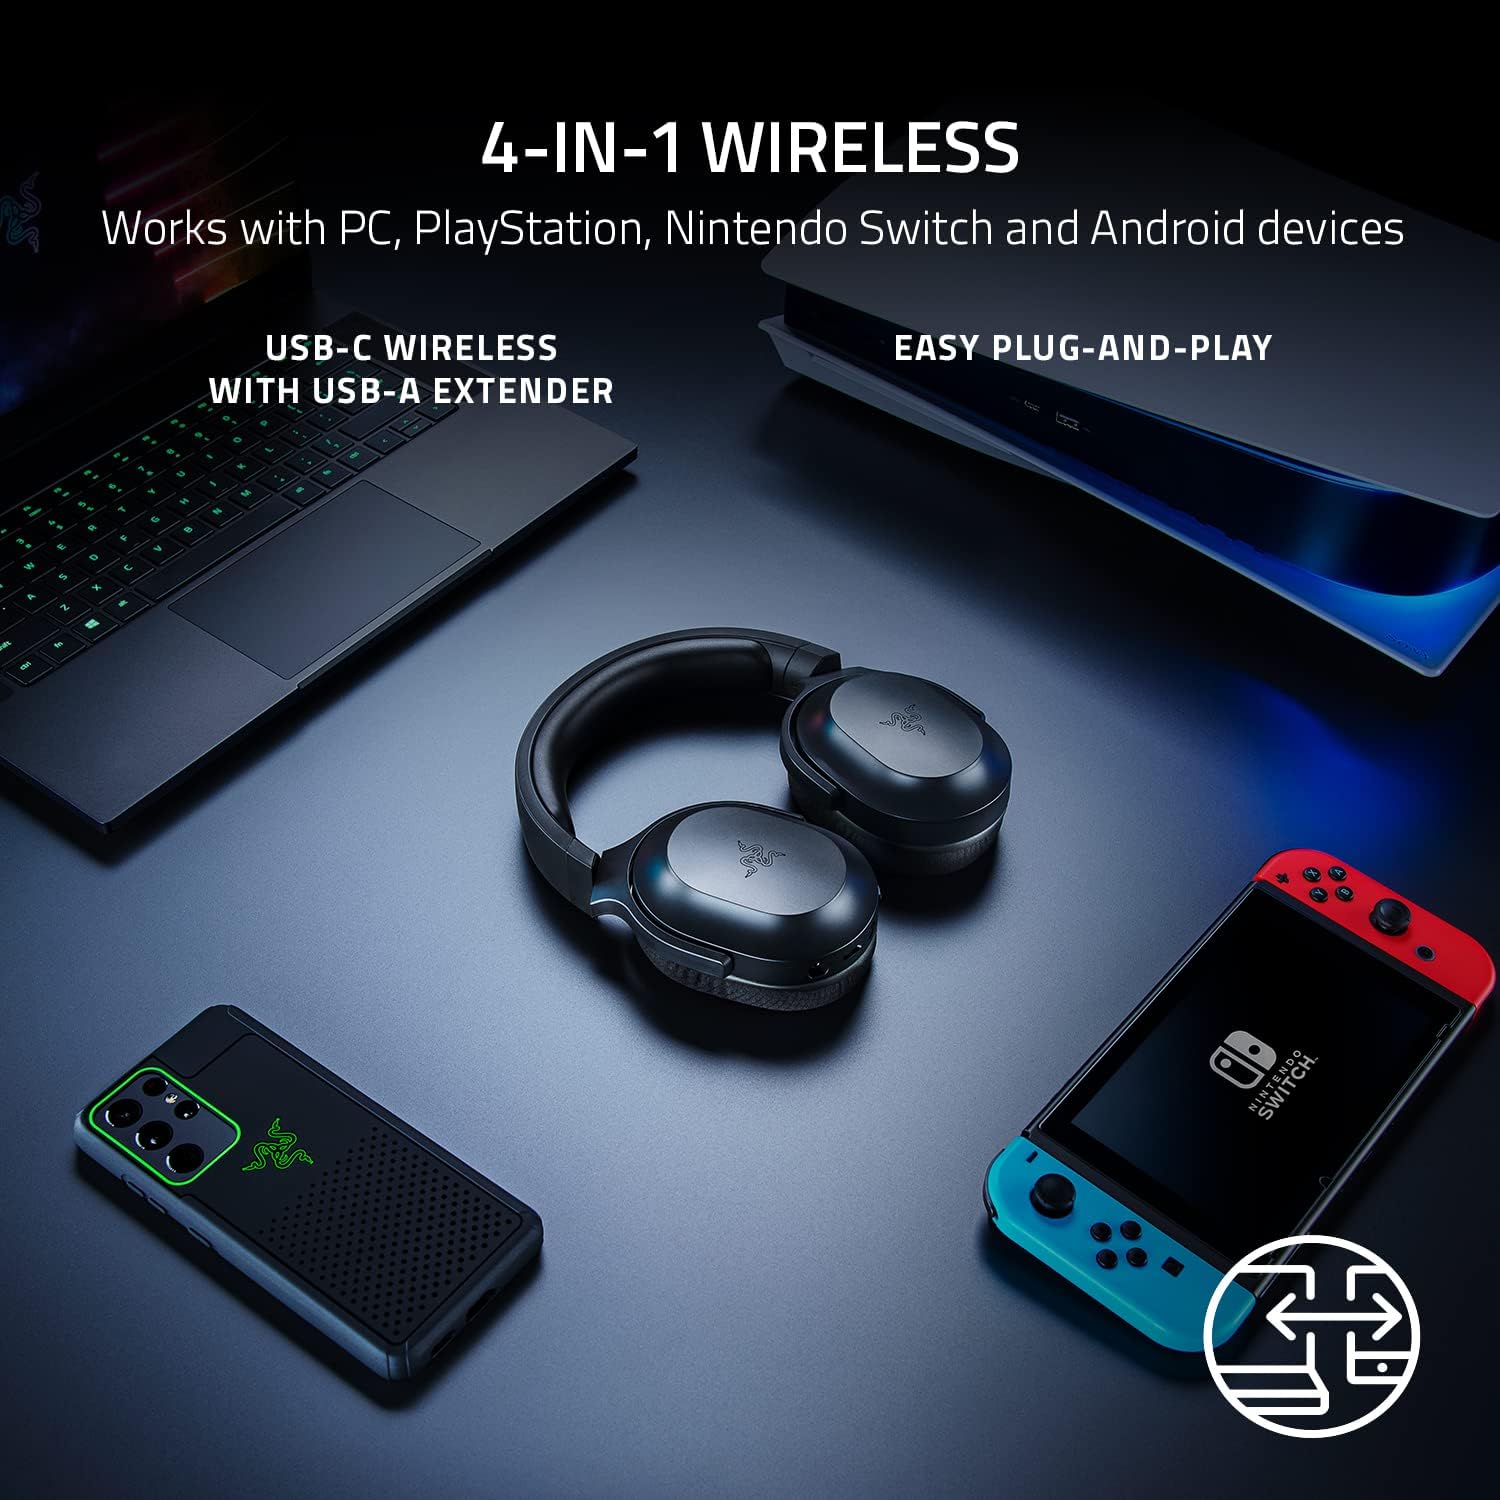 4-IN-1 WIRELESS
Works with PC, PlayStation, Nintendo Switch and Android devices
USB-C WIRELESS
WITH USB-A EXTENDER
EASY PLUG-AND-PLAY
NINTENDO
SWITCH